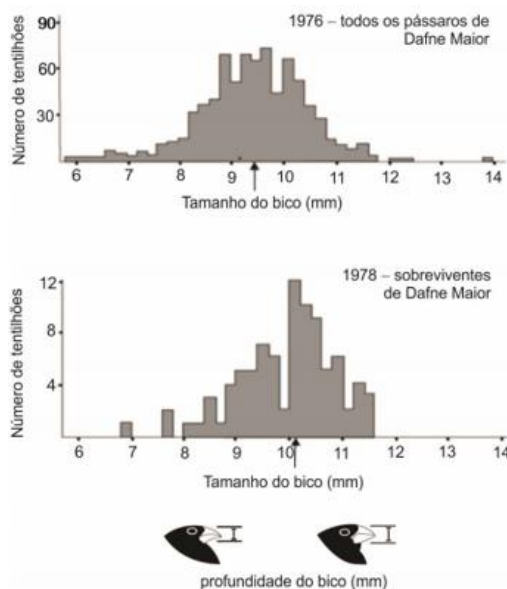 1976 – todos os pássaros de
Dafne Maior
Número de tentilhões
90
60
30
6 7 8 9 10 11 12 13 14
Tamanho do bico (mm)
1978 – sobreviventes
de Dafne Maior
Número de tentilhões
12
8
4
6 7 8 9 10 11 12 13 14
Tamanho do bico (mm)
profundidade do bico (mm)